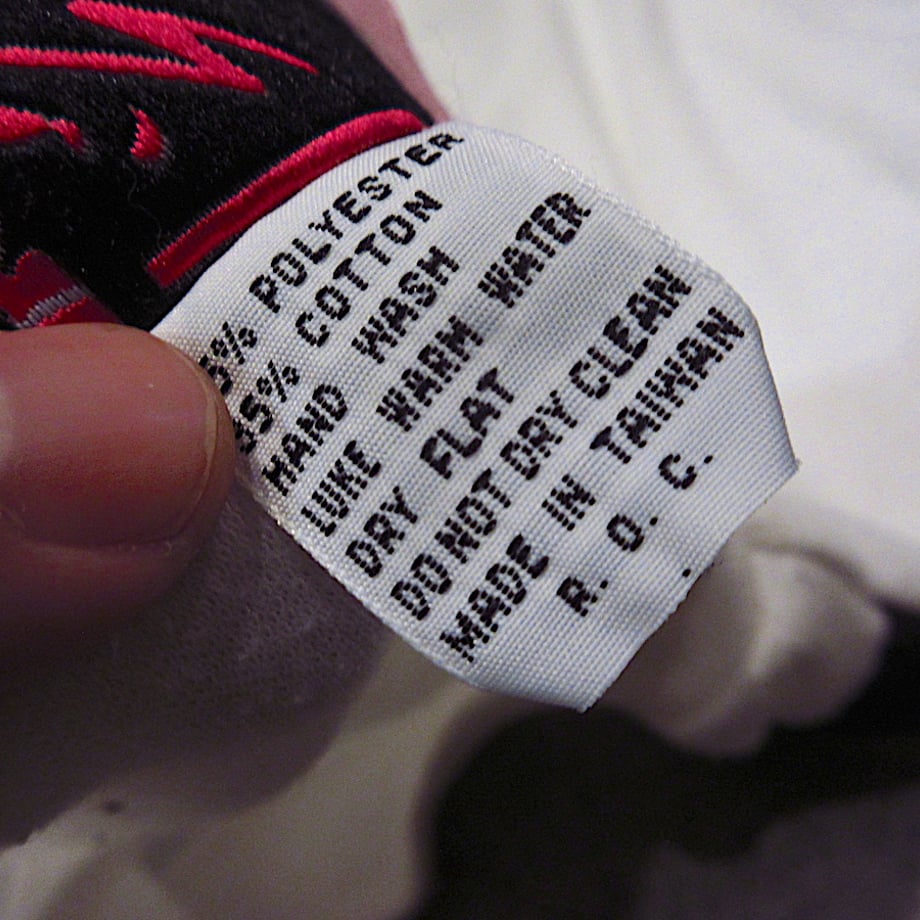 % POLYESTER
35% COTTON
HAND WASH
LUKE WARM WATER
DRY FLAT
DO NOT DRY CLEAN
MADE IN TAIWAN
R. O. C.